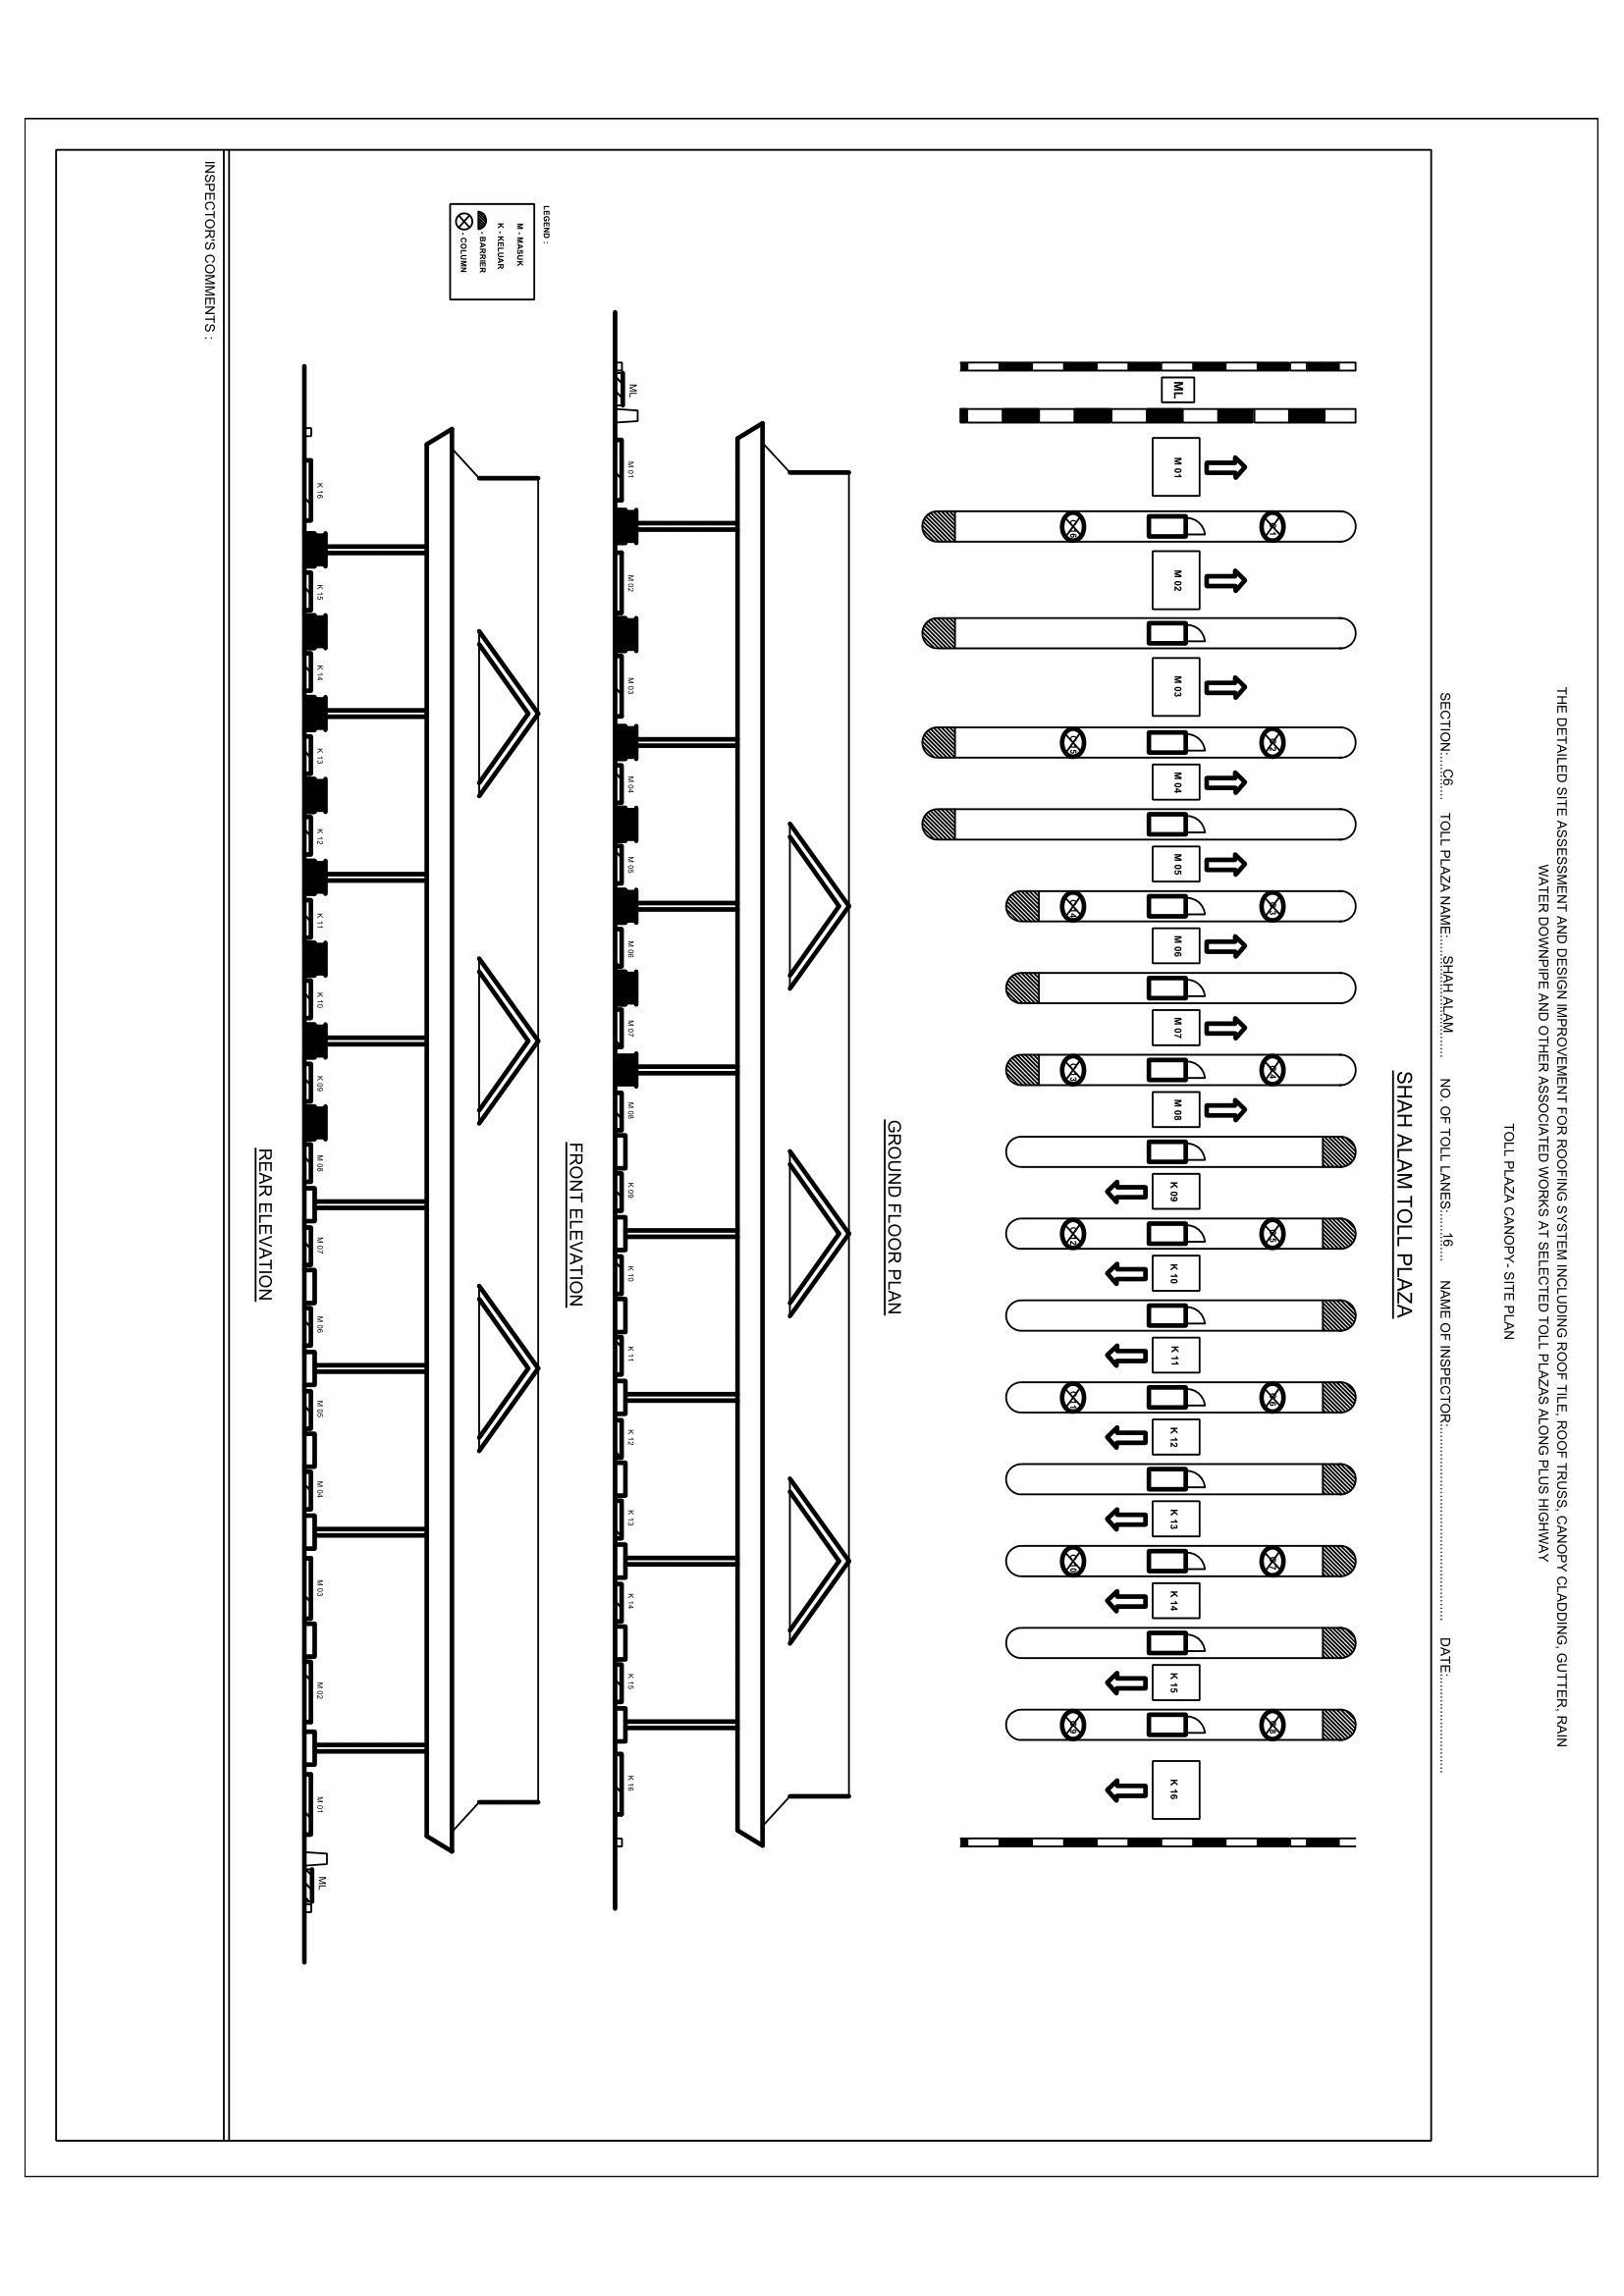 THE DETAILED SITE ASSESSMENT AND DESIGN IMPROVEMENT FOR ROOFING SYSTEM INCLUDING ROOF TILE, ROOF TRUSS, CANOPY CLADDING, GUTTER, RAIN
WATER DOWNPIPE AND OTHER ASSOCIATED WORKS AT SELECTED TOLL PLAZAS ALONG PLUS HIGHWAY
TOLL PLAZA CANOPY- SITE PLAN
SECTION: C6 TOLL PLAZA NAME: SHAH ALAM NO. OF TOLL LANES: 16 NAME OF INSPECTOR: DATE:
SHAH ALAM TOLL PLAZA
ML M 01 M 02 M 03 M 04 M 05 M 06 M 07 M 08 K 09 K 10 K 11 K 12 K 13 K 14 K 15 K 16
GROUND FLOOR PLAN
ML M 01 M 02 M 03 M 04 M 05 M 06 M 07 M 08 K 09 K 10 K 11 K 12 K 13 K 14 K 15 K 16
FRONT ELEVATION
LEGEND :
M - MASUK
K - KELUAR
- BARRIER
- COLUMN
K 16 K 15 K 14 K 13 K 12 K 11 K 10 K 09 M 08 M 07 M 06 M 05 M 04 M 03 M 02 M 01 ML
REAR ELEVATION
INSPECTOR'S COMMENTS :